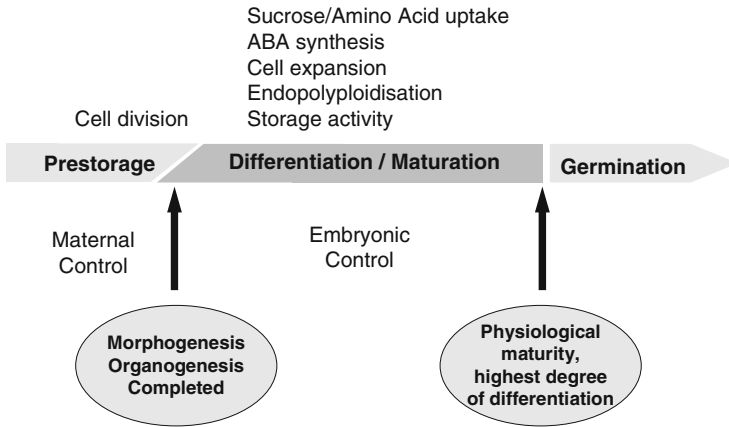 Sucrose/Amino Acid uptake
ABA synthesis
Cell expansion
Endopolyploidisation
Cell division
Storage activity
Prestorage
Differentiation / Maturation
Germination
Maternal
Control
Embryonic
Control
Morphogenesis
Organogenesis
Completed
Physiological
maturity,
highest degree
of differentiation